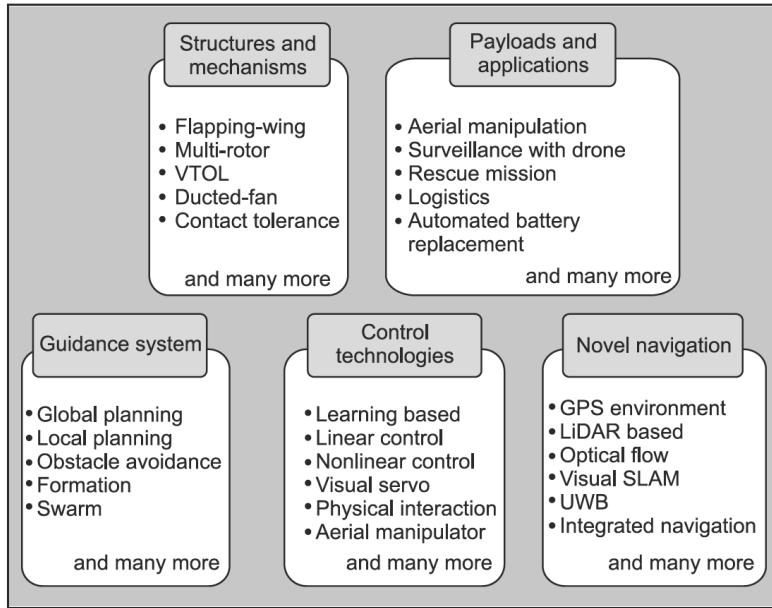 Structures and
mechanisms
• Flapping-wing
• Multi-rotor
• VTOL
• Ducted-fan
• Contact tolerance
and many more
Payloads and
applications
• Aerial manipulation
• Surveillance with drone
• Rescue mission
• Logistics
• Automated battery
replacement
and many more
Guidance system
• Global planning
• Local planning
• Obstacle avoidance
• Formation
• Swarm
and many more
Control
technologies
• Learning based
• Linear control
• Nonlinear control
• Visual servo
• Physical interaction
• Aerial manipulator
and many more
Novel navigation
• GPS environment
• LiDAR based
• Optical flow
• Visual SLAM
• UWB
• Integrated navigation
and many more